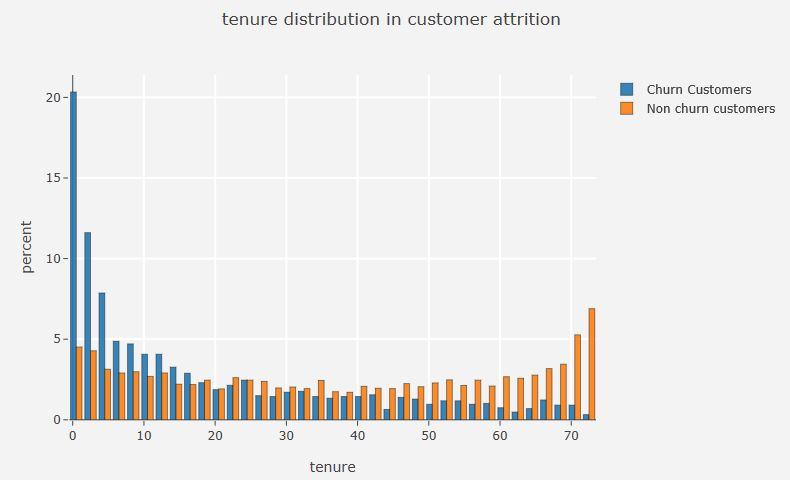 tenure distribution in customer attrition
Churn Customers
Non churn customers
20
15
10
5
0
percent
0 10 20 30 40 50 60 70
tenure